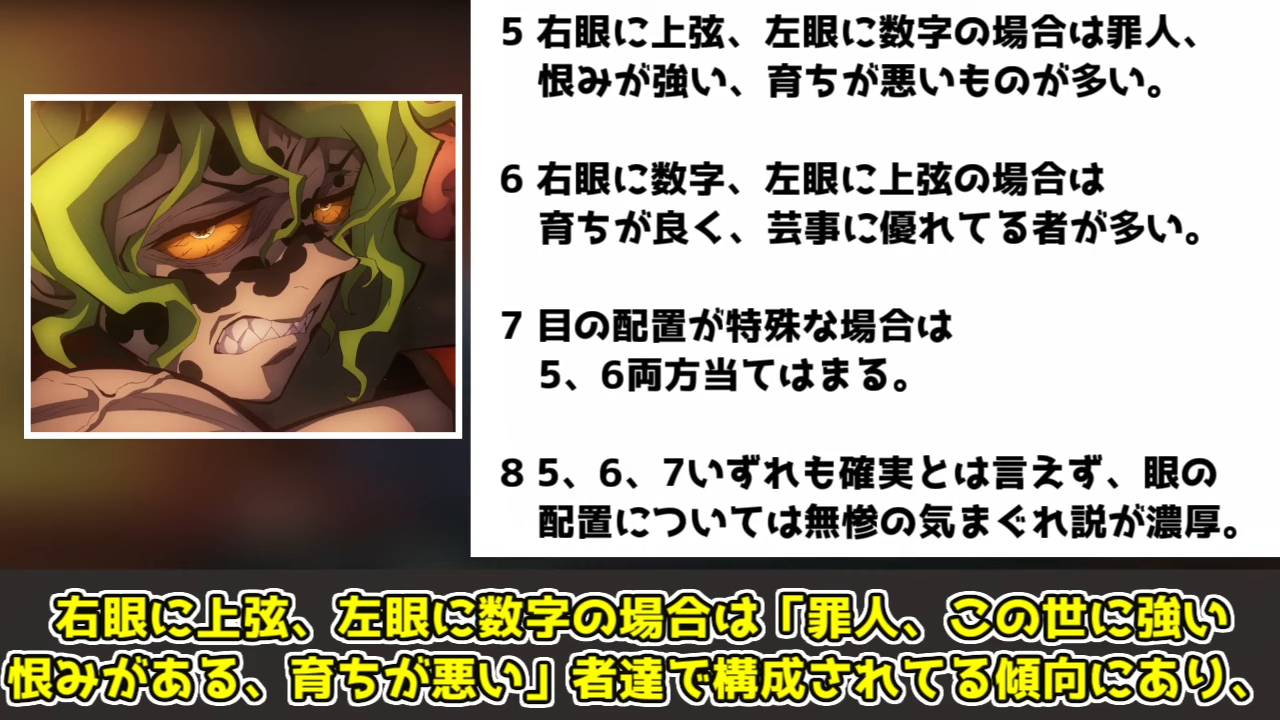 5 右眼に上弦、左眼に数字の場合は罪人、
恨みが強い、育ちが悪いものが多い。
6 右眼に数字、左眼に上弦の場合は
育ちが良く、芸事に優れてる者が多い。
7 目の配置が特殊な場合は
5、6両方当てはまる。
8 5、6、7いずれも確実とは言えず、眼の
配置については無惨の気まぐれ説が濃厚。
右眼に上弦、左眼に数字の場合は「罪人、この世に強い
恨みがある、育ちが悪い」者達で構成されてる傾向にあり、